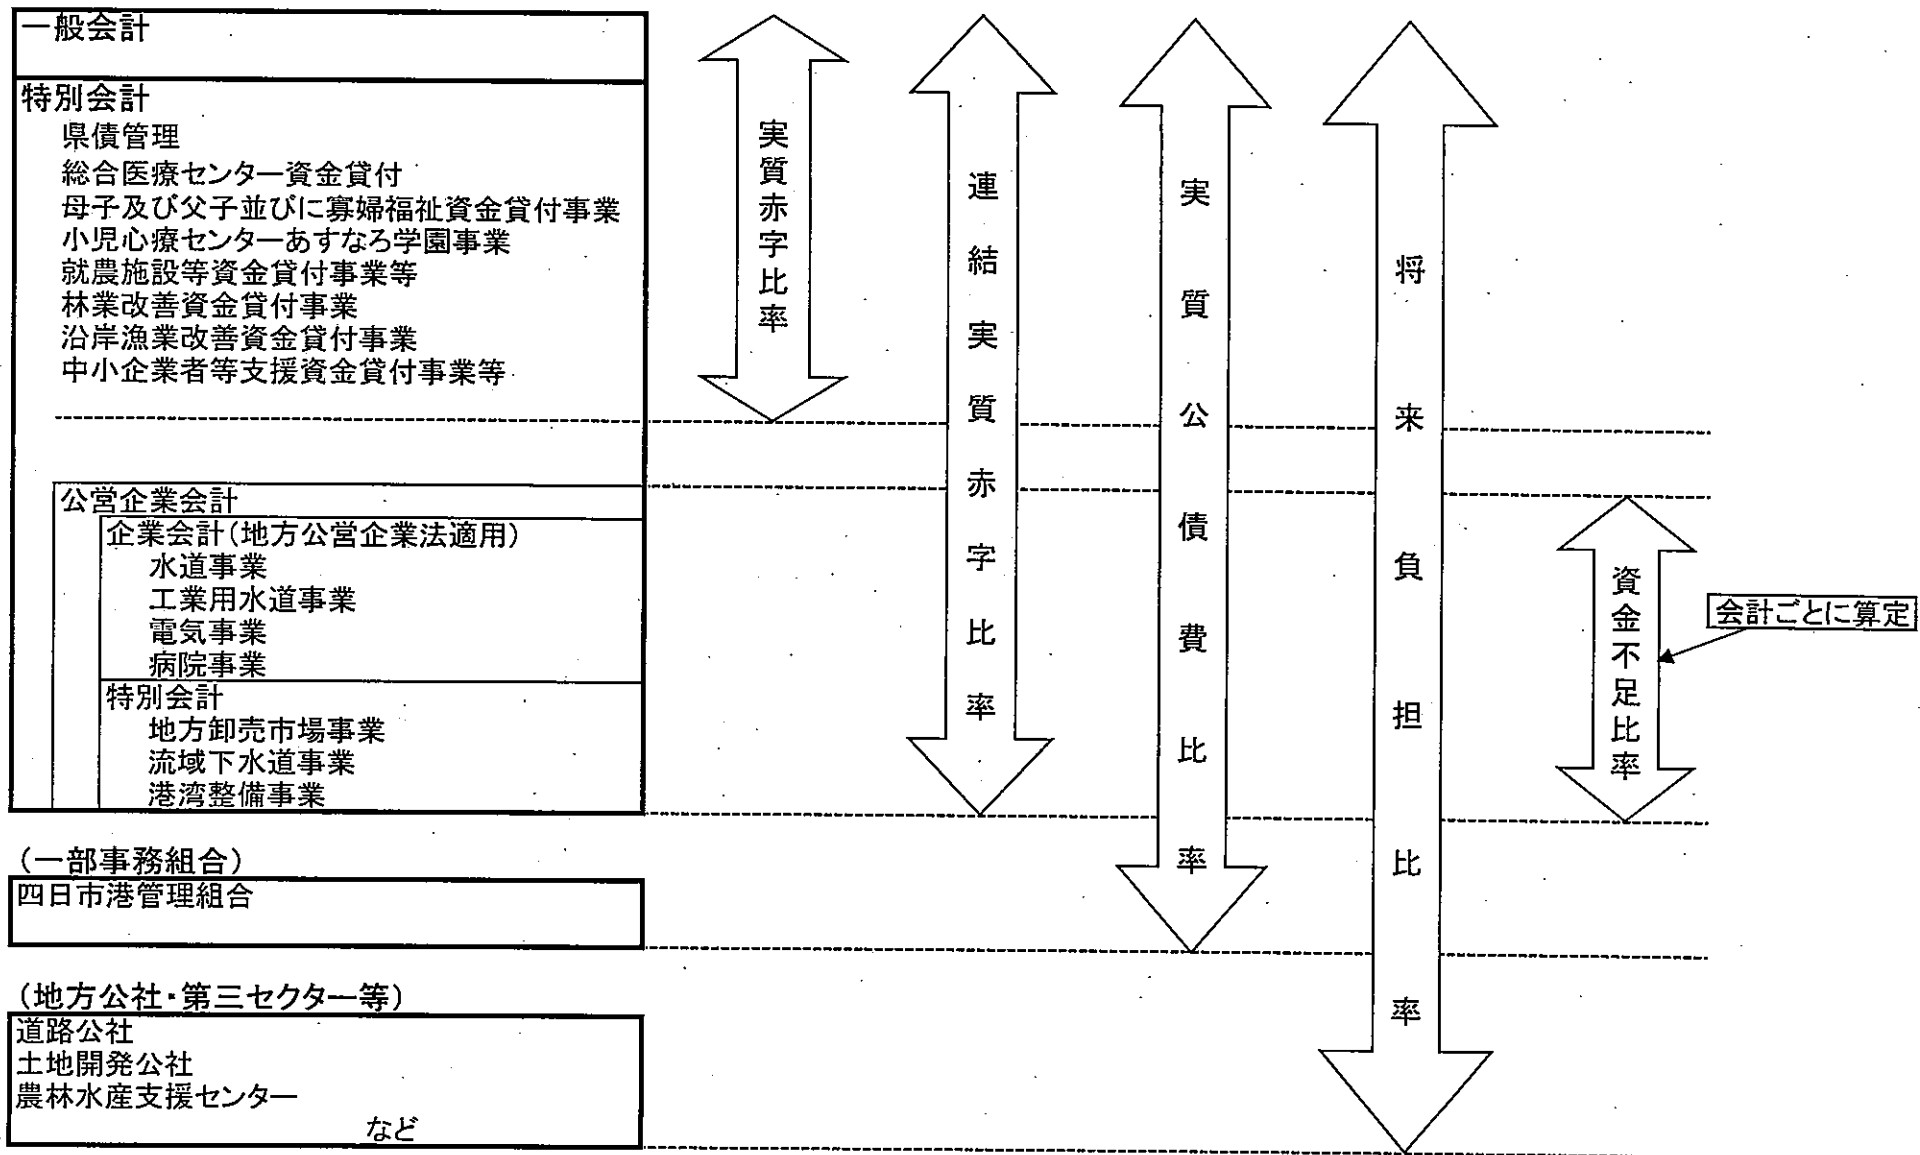 一般会計
特別会計
県債管理
総合医療センター資金貸付
母子及び父子並びに寡婦福祉資金貸付事業
小児心療センターあすなろ学園事業
就農施設等資金貸付事業等
林業改善資金貸付事業
沿岸漁業改善資金貸付事業
中小企業者等支援資金貸付事業等
公営企業会計
企業会計(地方公営企業法適用)
水道事業
工業用水道事業
電気事業
病院事業
特別会計
地方卸売市場事業
流域下水道事業
港湾整備事業
(一部事務組合)
四日市港管理組合
(地方公社・第三セクター等)
道路公社
土地開発公社
農林水産支援センター
など
実質赤字比率
連結実質赤字比率
実質公債費比率
将来負担比率
資金不足比率
会計ごとに算定